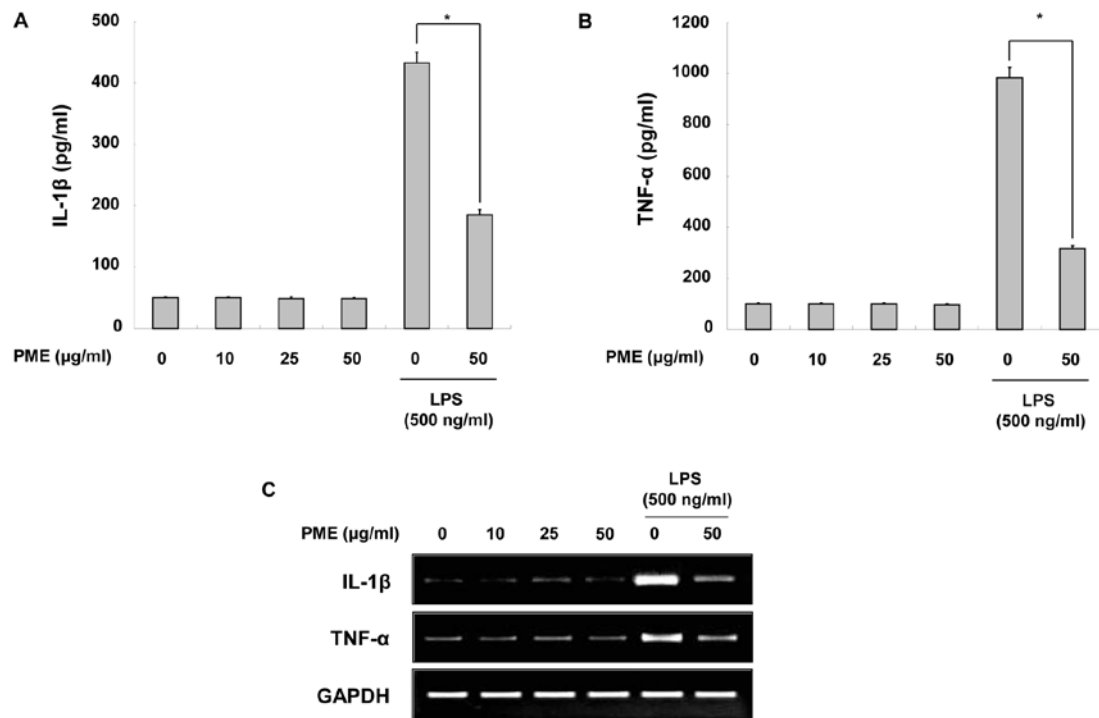 A
IL-1β (pg/ml)
500
400
300
200
100
0
*
PME (µg/ml) 0 10 25 50 0 50
LPS
(500 ng/ml)
B
TNF-α (pg/ml)
1200
1000
800
600
400
200
0
*
PME (µg/ml) 0 10 25 50 0 50
LPS
(500 ng/ml)
C
LPS
(500 ng/ml)
PME (µg/ml) 0 10 25 50 0 50
IL-1β
TNF-α
GAPDH